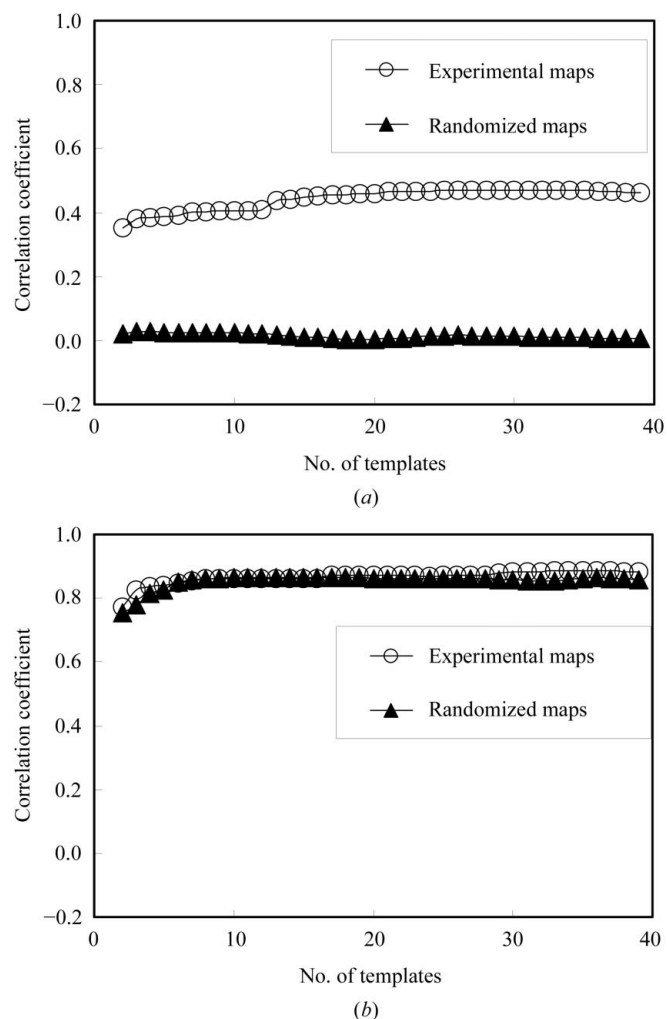 1.0
0.8
0.6
0.4
0.2
0.0
−0.2
Correlation coefficient
Experimental maps
Randomized maps
0
10
20
30
40
No. of templates
(a)
1.0
0.8
0.6
0.4
0.2
0.0
−0.2
Correlation coefficient
Experimental maps
Randomized maps
0
10
20
30
40
No. of templates
(b)